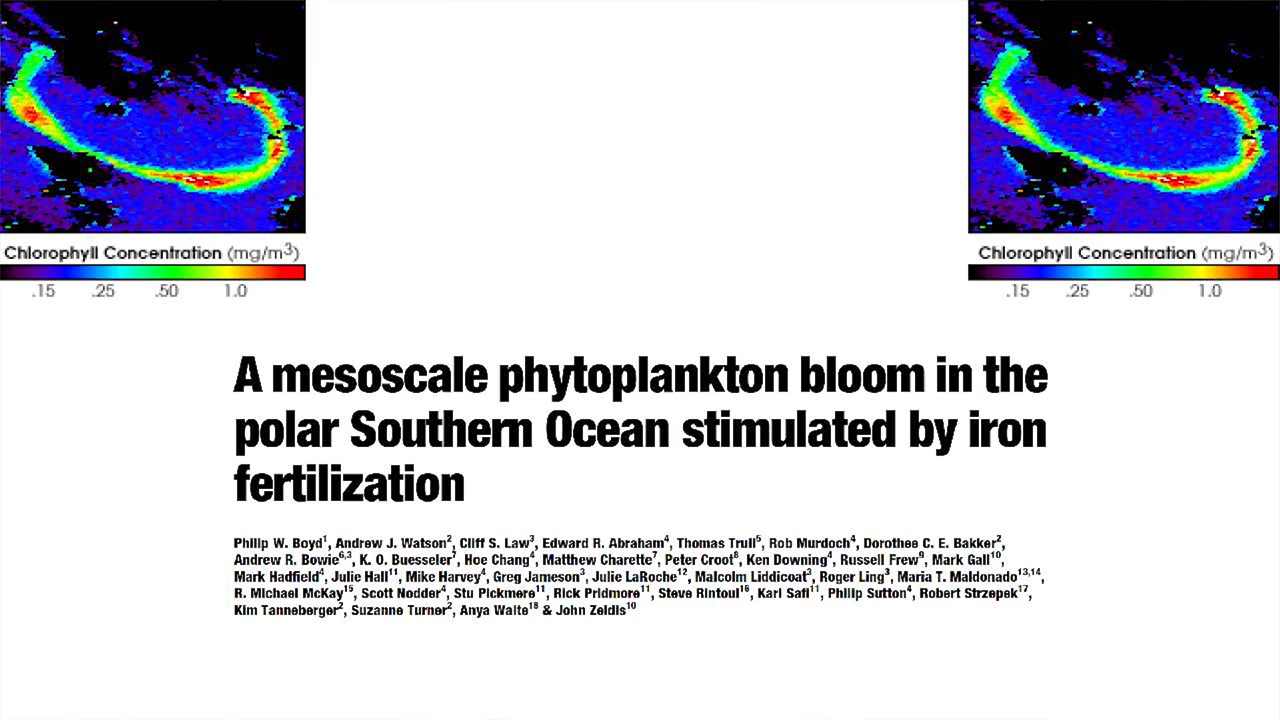 Chlorophyll Concentration (mg/m³)
.15 .25 .50 1.0
Chlorophyll Concentration (mg/m³)
.15 .25 .50 1.0
A mesoscale phytoplankton bloom in the
polar Southern Ocean stimulated by iron
fertilization
Philip W. Boyd¹, Andrew J. Watson², Cliff S. Law³, Edward R. Abraham⁴, Thomas Trull⁵, Rob Murdoch⁴, Dorothee C. E. Bakker²,
Andrew R. Bowie⁶,³, K. O. Buesseler⁷, Hoe Chang⁴, Matthew Charette⁷, Peter Croot⁸, Ken Downing⁴, Russell Frew⁹, Mark Gall¹⁰,
Mark Hadfield⁴, Julie Hall¹¹, Mike Harvey⁴, Greg Jameson³, Julie LaRoche¹², Malcolm Liddicoat³, Roger Ling³, Maria T. Maldonado¹³,¹⁴,
R. Michael McKay¹⁵, Scott Nodder⁴, Stu Pickmere¹¹, Rick Pridmore¹¹, Steve Rintoul¹⁶, Karl Safi¹¹, Philip Sutton⁴, Robert Strzepek¹⁷,
Kim Tanneberger², Suzanne Turner², Anya Waite¹⁸ & John Zeldis¹⁰